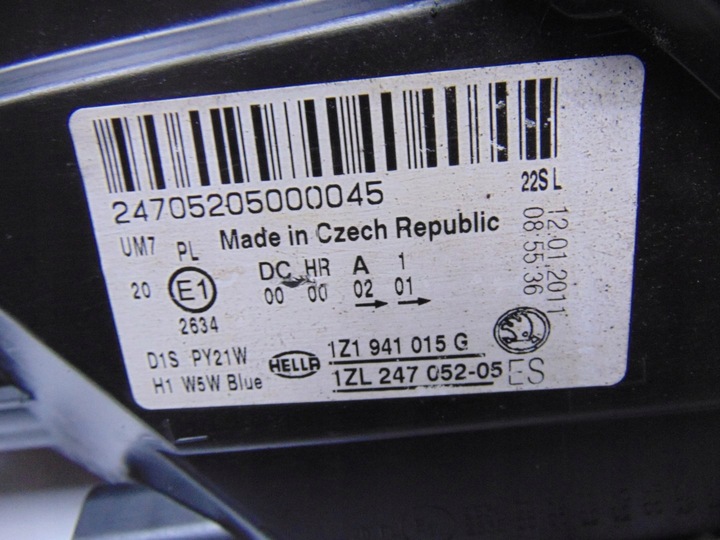 24705205000045
22SL
UM7 PL Made in Czech Republic
12.01.2011
08:55:36
DC HR A 1
20 E1 00 00 02 01
2634
D1S PY21W HELLA 1Z1 941 015 G
H1 W5W Blue 1ZL 247 052-05 ES